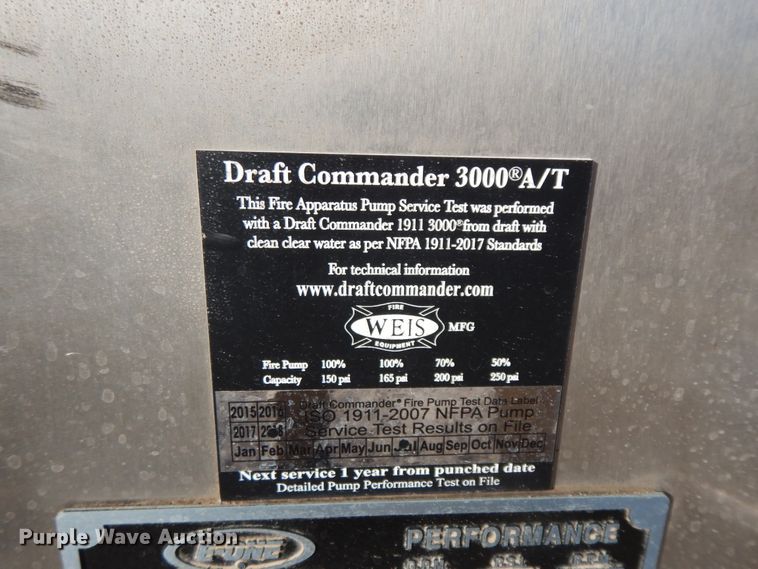 Draft Commander 3000® A/T
This Fire Apparatus Pump Service Test was performed
with a Draft Commander 1911 3000® from draft with
clean clear water as per NFPA 1911-2017 Standards
For technical information
www.draftcommander.com
FIRE
WEIS MFG
EQUIPMENT
Fire Pump 100% 100% 70% 50%
Capacity 150 psi 165 psi 200 psi 250 psi
Draft Commander® Fire Pump Test Data Label
2015 2016 ISO 1911-2007 NFPA Pump
2017 2018 Service Test Results on File
Jan Feb Mar Apr May Jun Jul Aug Sep Oct Nov Dec
Next service 1 year from punched date
Detailed Pump Performance Test on File
PERFORMANCE
Purple Wave Auction